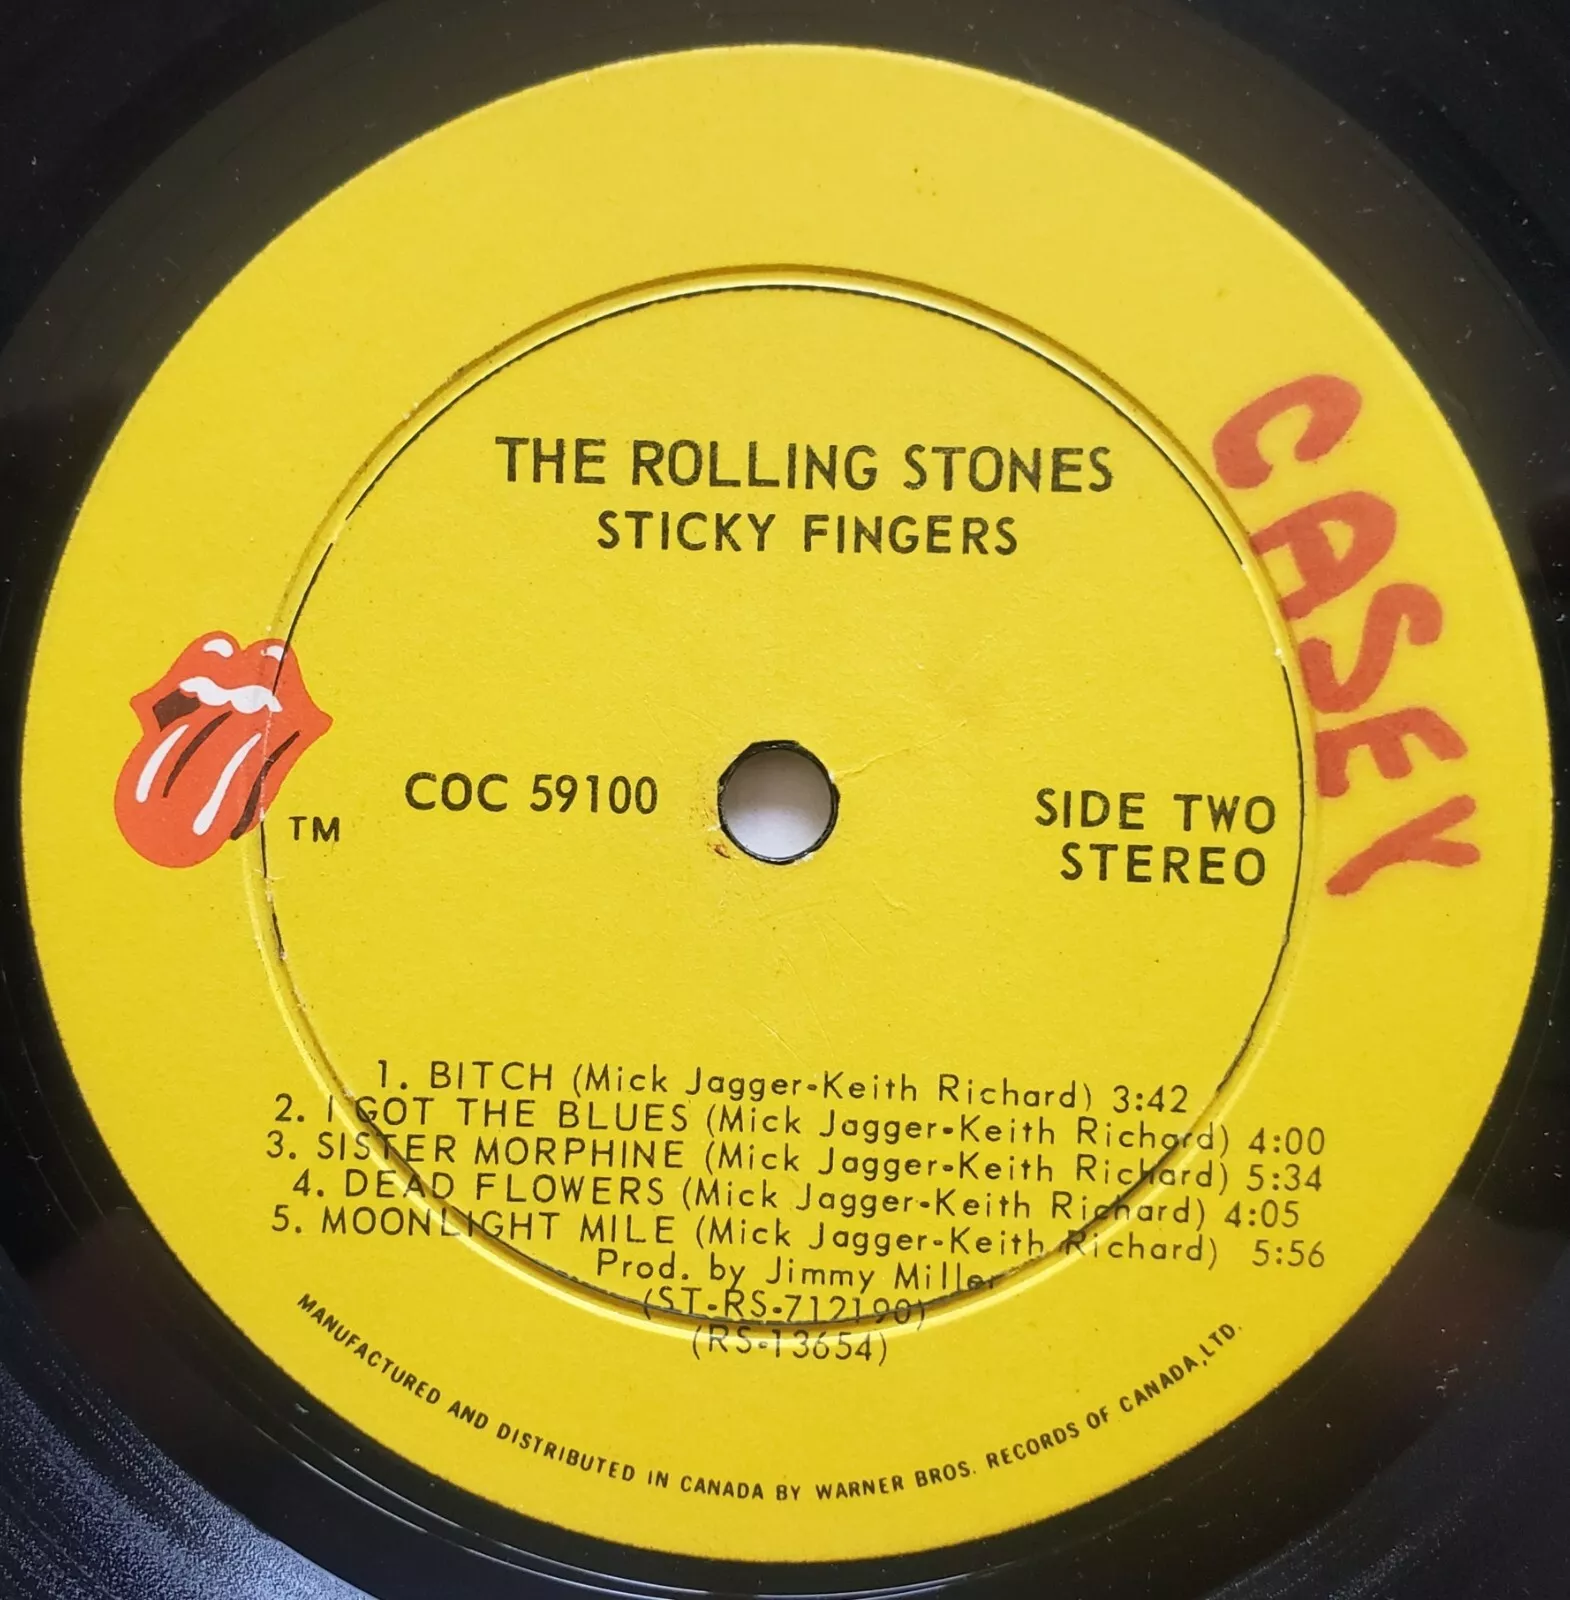 THE ROLLING STONES
STICKY FINGERS
CASEY
COC 59100
TM
SIDE TWO
STEREO
1. BITCH (Mick Jagger-Keith Richard) 3:42
2. I GOT THE BLUES (Mick Jagger-Keith Richard) 4:00
3. SISTER MORPHINE (Mick Jagger-Keith Richard) 5:34
4. DEAD FLOWERS (Mick Jagger-Keith Richard) 4:05
5. MOONLIGHT MILE (Mick Jagger-Keith Richard) 5:56
Prod. by Jimmy Miller
(ST-RS-712190)
(RS-13654)
MANUFACTURED AND DISTRIBUTED IN CANADA BY WARNER BROS. RECORDS OF CANADA, LTD.